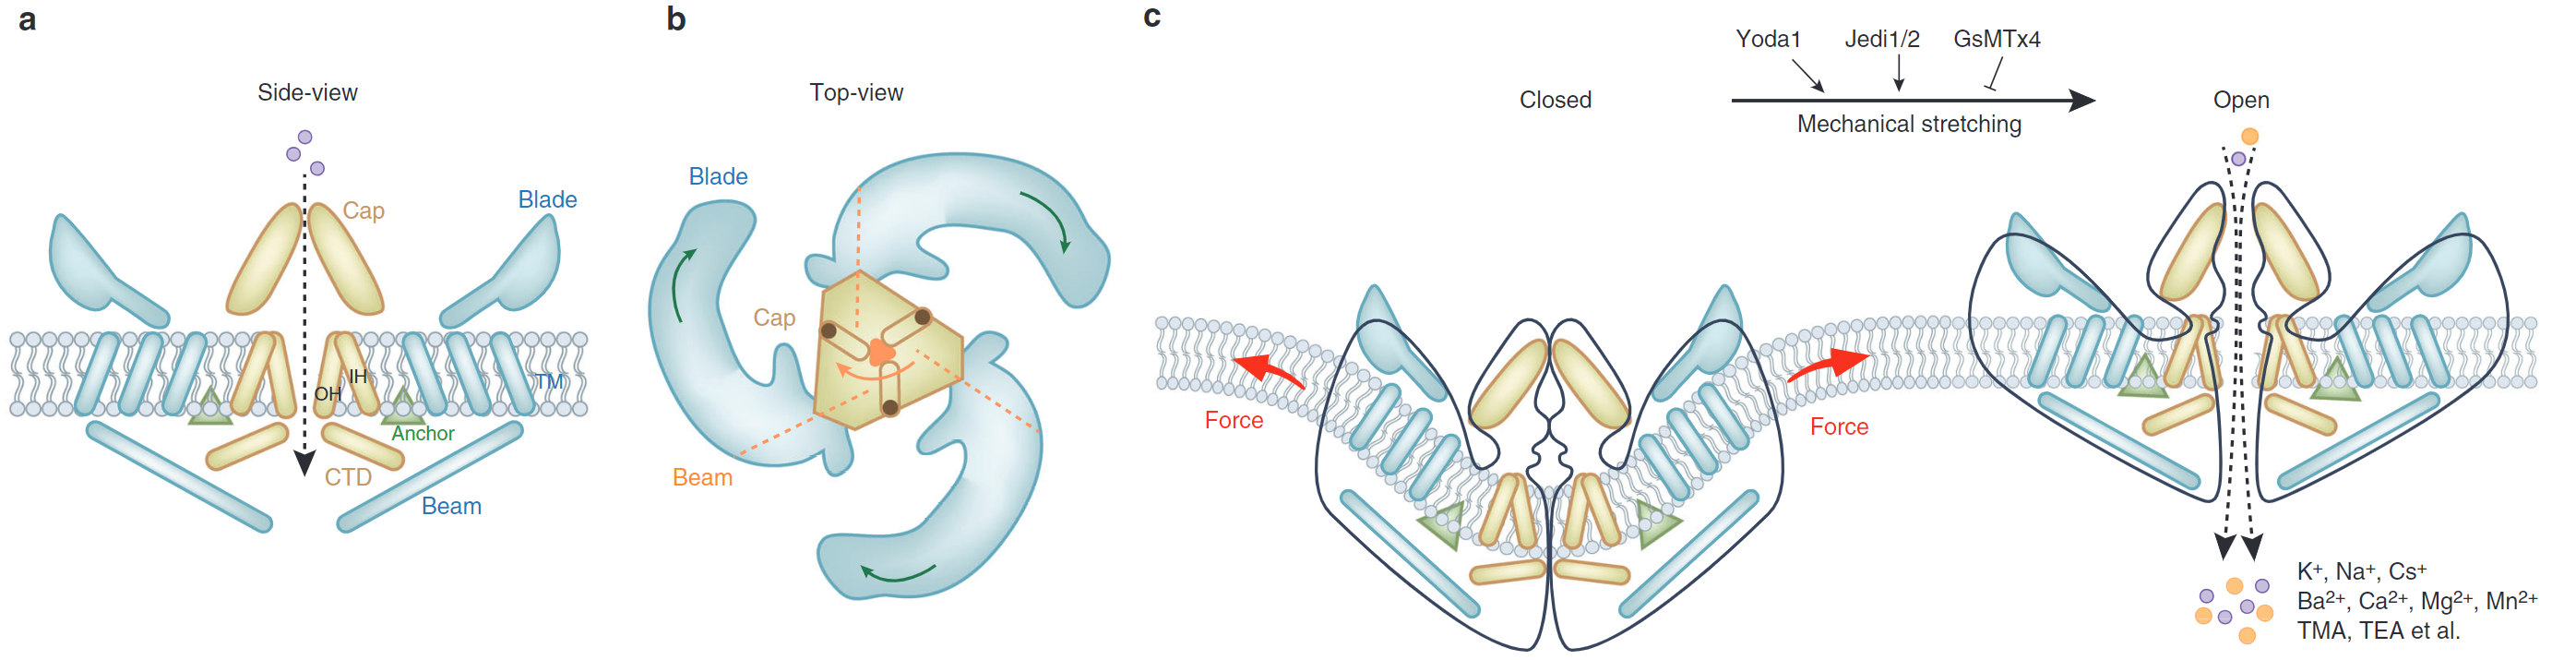 a
Side-view
Cap
Blade
OH
IH
TM
Anchor
CTD
Beam
b
Top-view
Blade
Cap
Beam
c
Yoda1
Jedi1/2
GsMTx4
Closed
Mechanical stretching
Open
Force
Force
K⁺, Na⁺, Cs⁺
Ba²⁺, Ca²⁺, Mg²⁺, Mn²⁺
TMA, TEA et al.